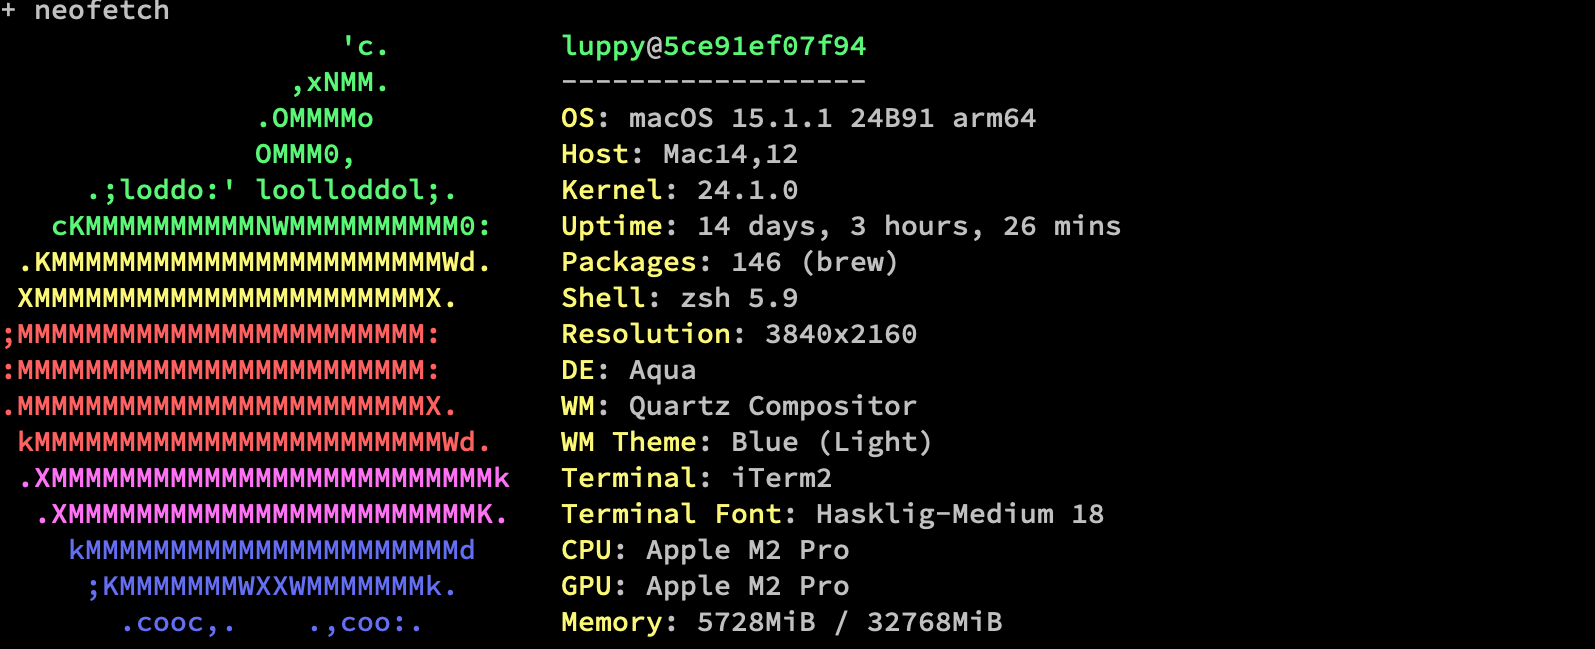 + neofetch
                    'c.          luppy@5ce91ef07f94
                 ,xNMM.          ------------------
               .OMMMMo           OS: macOS 15.1.1 24B91 arm64
               OMMM0,            Host: Mac14,12
     .;loddo:' loolloddol;.      Kernel: 24.1.0
   cKMMMMMMMMMMNWMMMMMMMMMM0:    Uptime: 14 days, 3 hours, 26 mins
 .KMMMMMMMMMMMMMMMMMMMMMMMWd.    Packages: 146 (brew)
 XMMMMMMMMMMMMMMMMMMMMMMMX.      Shell: zsh 5.9
;MMMMMMMMMMMMMMMMMMMMMMMM:       Resolution: 3840x2160
:MMMMMMMMMMMMMMMMMMMMMMMM:       DE: Aqua
.MMMMMMMMMMMMMMMMMMMMMMMMX.      WM: Quartz Compositor
 kMMMMMMMMMMMMMMMMMMMMMMMMWd.    WM Theme: Blue (Light)
 .XMMMMMMMMMMMMMMMMMMMMMMMMMMk   Terminal: iTerm2
  .XMMMMMMMMMMMMMMMMMMMMMMMMK.   Terminal Font: Hasklig-Medium 18
    kMMMMMMMMMMMMMMMMMMMMMMd     CPU: Apple M2 Pro
     ;KMMMMMMMWXXWMMMMMMMk.      GPU: Apple M2 Pro
       .cooc,.    .,coo:.        Memory: 5728MiB / 32768MiB